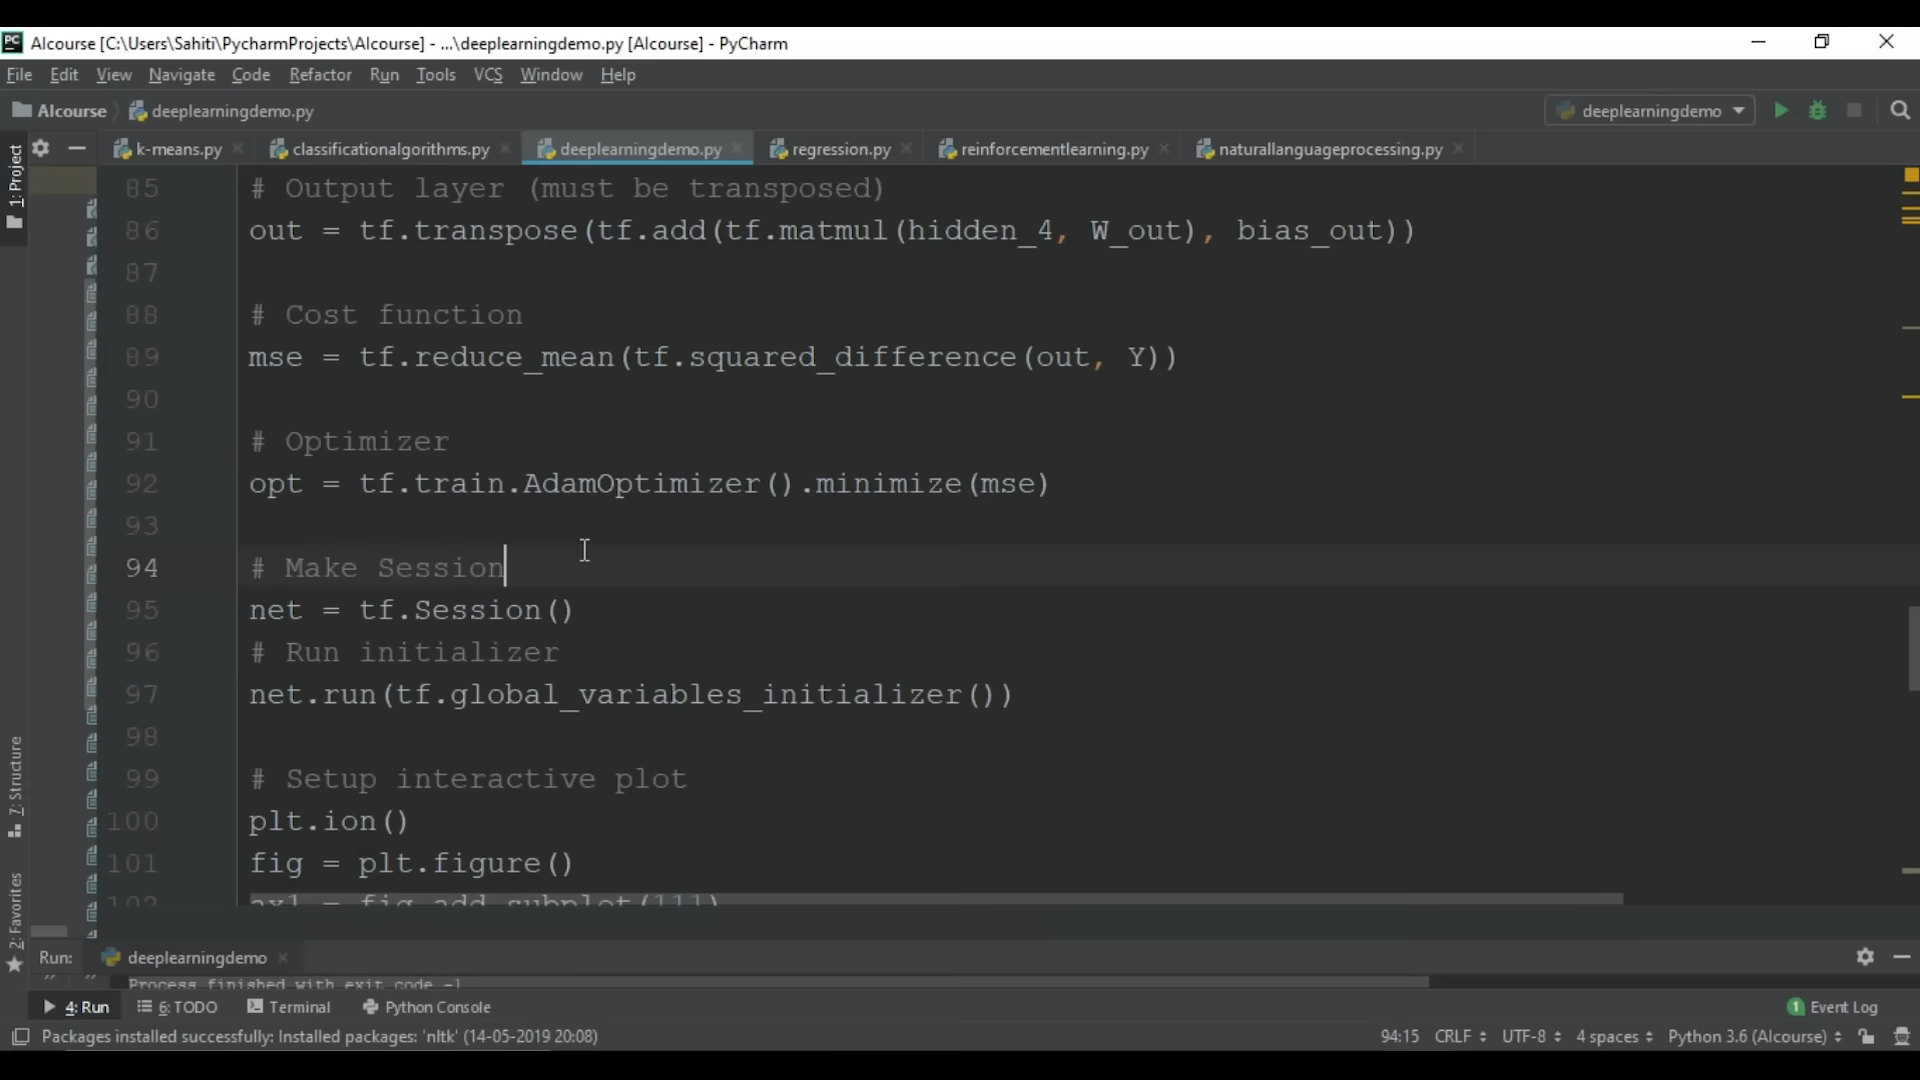 PC AIcourse [C:\Users\Sahiti\PycharmProjects\AIcourse] - ...\deeplearningdemo.py [AIcourse] - PyCharm
File Edit View Navigate Code Refactor Run Tools VCS Window Help
AIcourse deeplearningdemo.py deeplearningdemo
1: Project k-means.py classificationalgorithms.py deeplearningdemo.py regression.py reinforcementlearning.py naturallanguageprocessing.py
85 # Output layer (must be transposed)
86 out = tf.transpose(tf.add(tf.matmul(hidden_4, W_out), bias_out))
87
88 # Cost function
89 mse = tf.reduce_mean(tf.squared_difference(out, Y))
90
91 # Optimizer
92 opt = tf.train.AdamOptimizer().minimize(mse)
93
94 # Make Session
95 net = tf.Session()
96 # Run initializer
97 net.run(tf.global_variables_initializer())
98
99 # Setup interactive plot
100 plt.ion()
101 fig = plt.figure()
102 ax1 = fig.add_subplot(111)
7: Structure
2: Favorites
Run: deeplearningdemo
Process finished with exit code -1
4: Run 6: TODO Terminal Python Console 1 Event Log
Packages installed successfully: Installed packages: 'nltk' (14-05-2019 20:08) 94:15 CRLF UTF-8 4 spaces Python 3.6 (AIcourse)